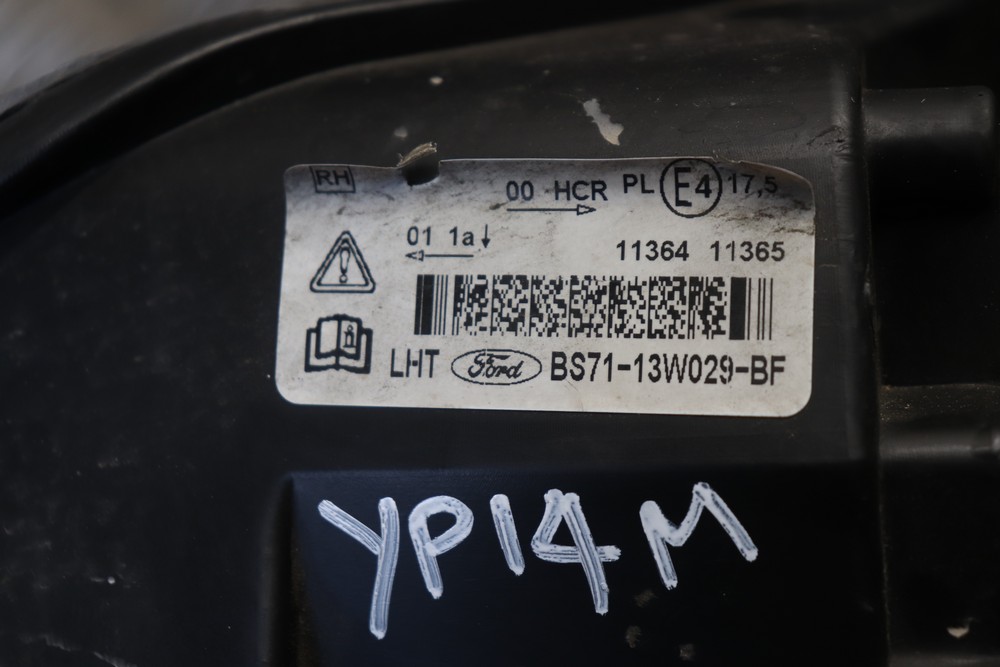 RH 00 HCR PL E4 17,5
01 1a 11364 11365
LHT Ford BS71-13W029-BF
YP14M